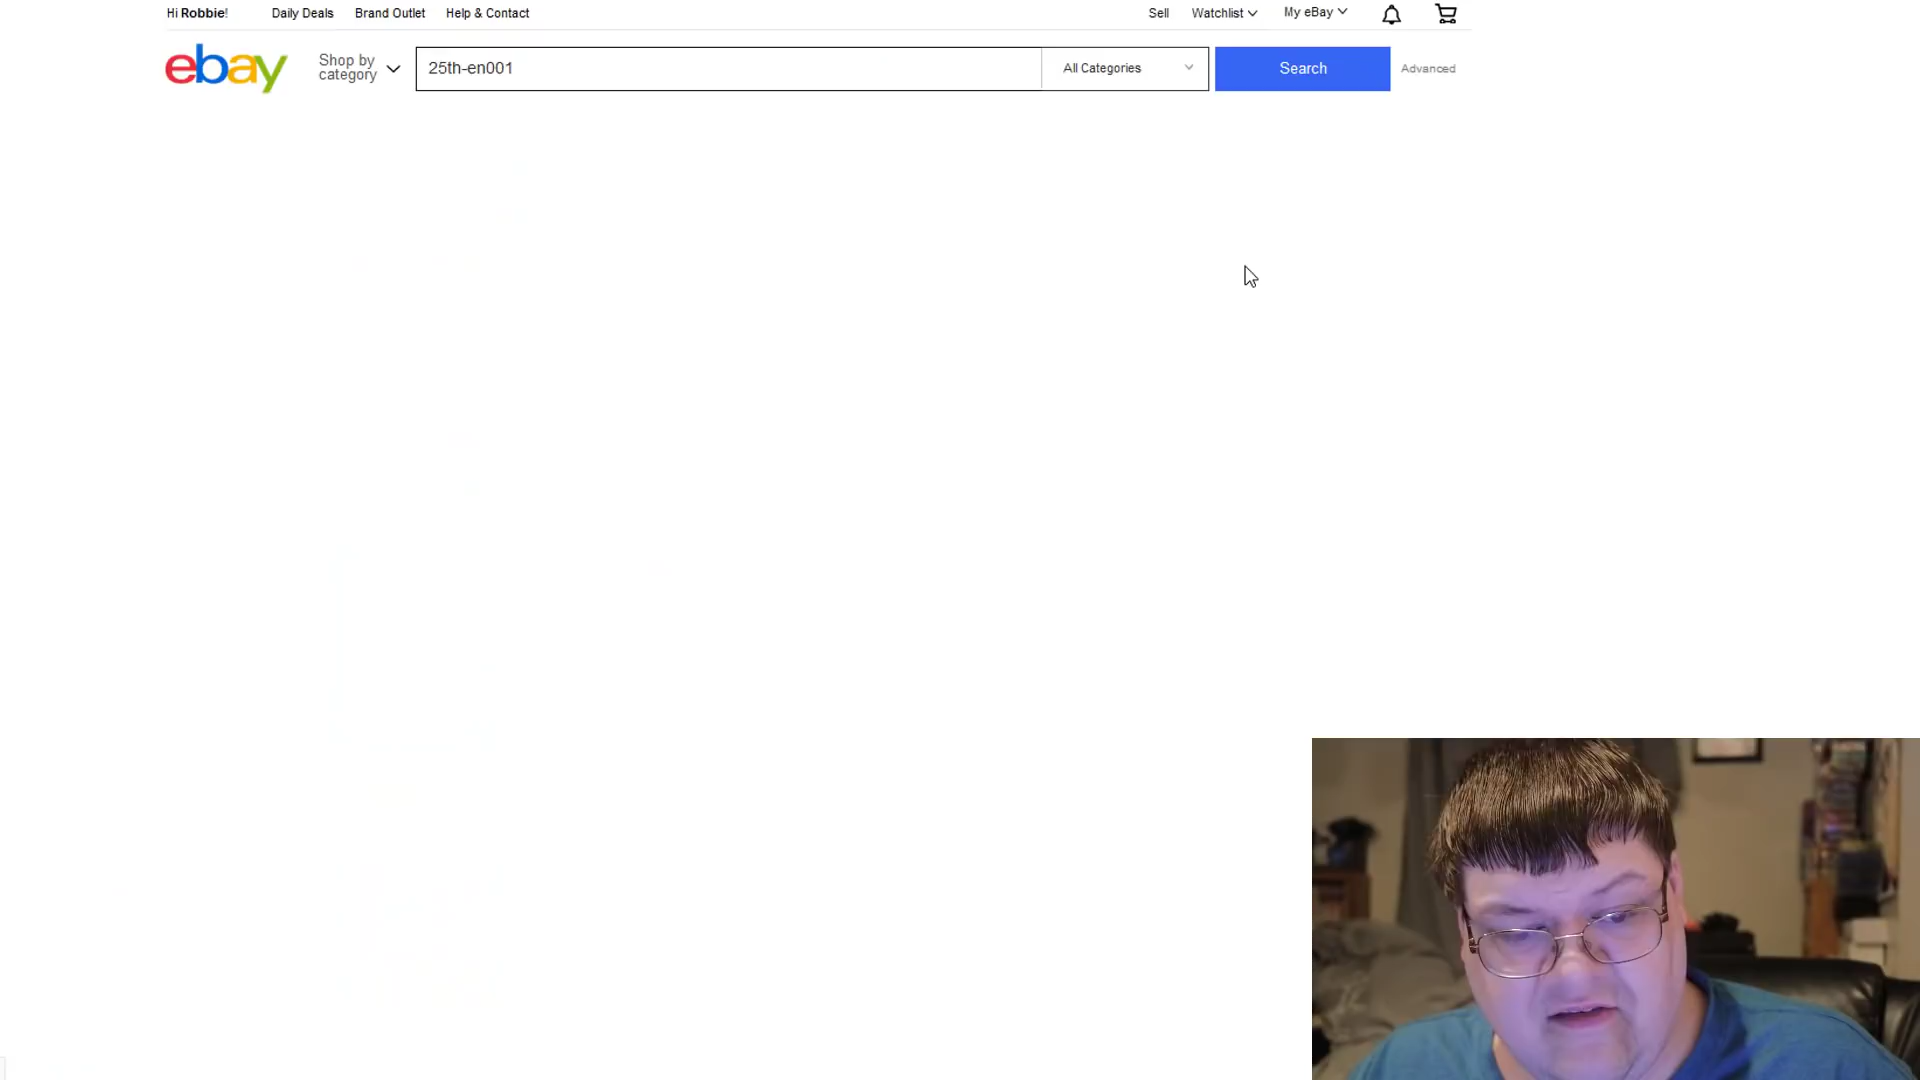 Hi Robbie!
Daily Deals
Brand Outlet
Help & Contact
Sell
Watchlist
My eBay
ebay
Shop by
category
25th-en001
All Categories
Search
Advanced